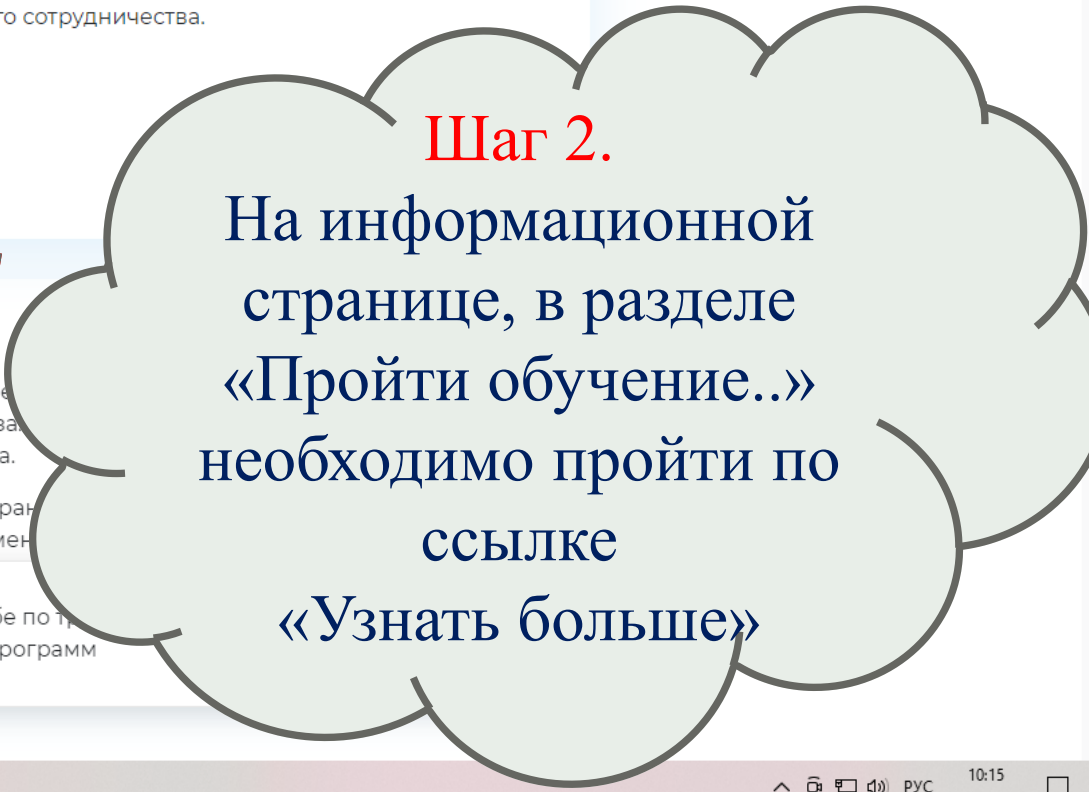 го сотрудничества.
Шаг 2.
На информационной
странице, в разделе
«Пройти обучение..»
необходимо пройти по
ссылке
«Узнать больше»
а.
е по
рограмм
РУС
10:15